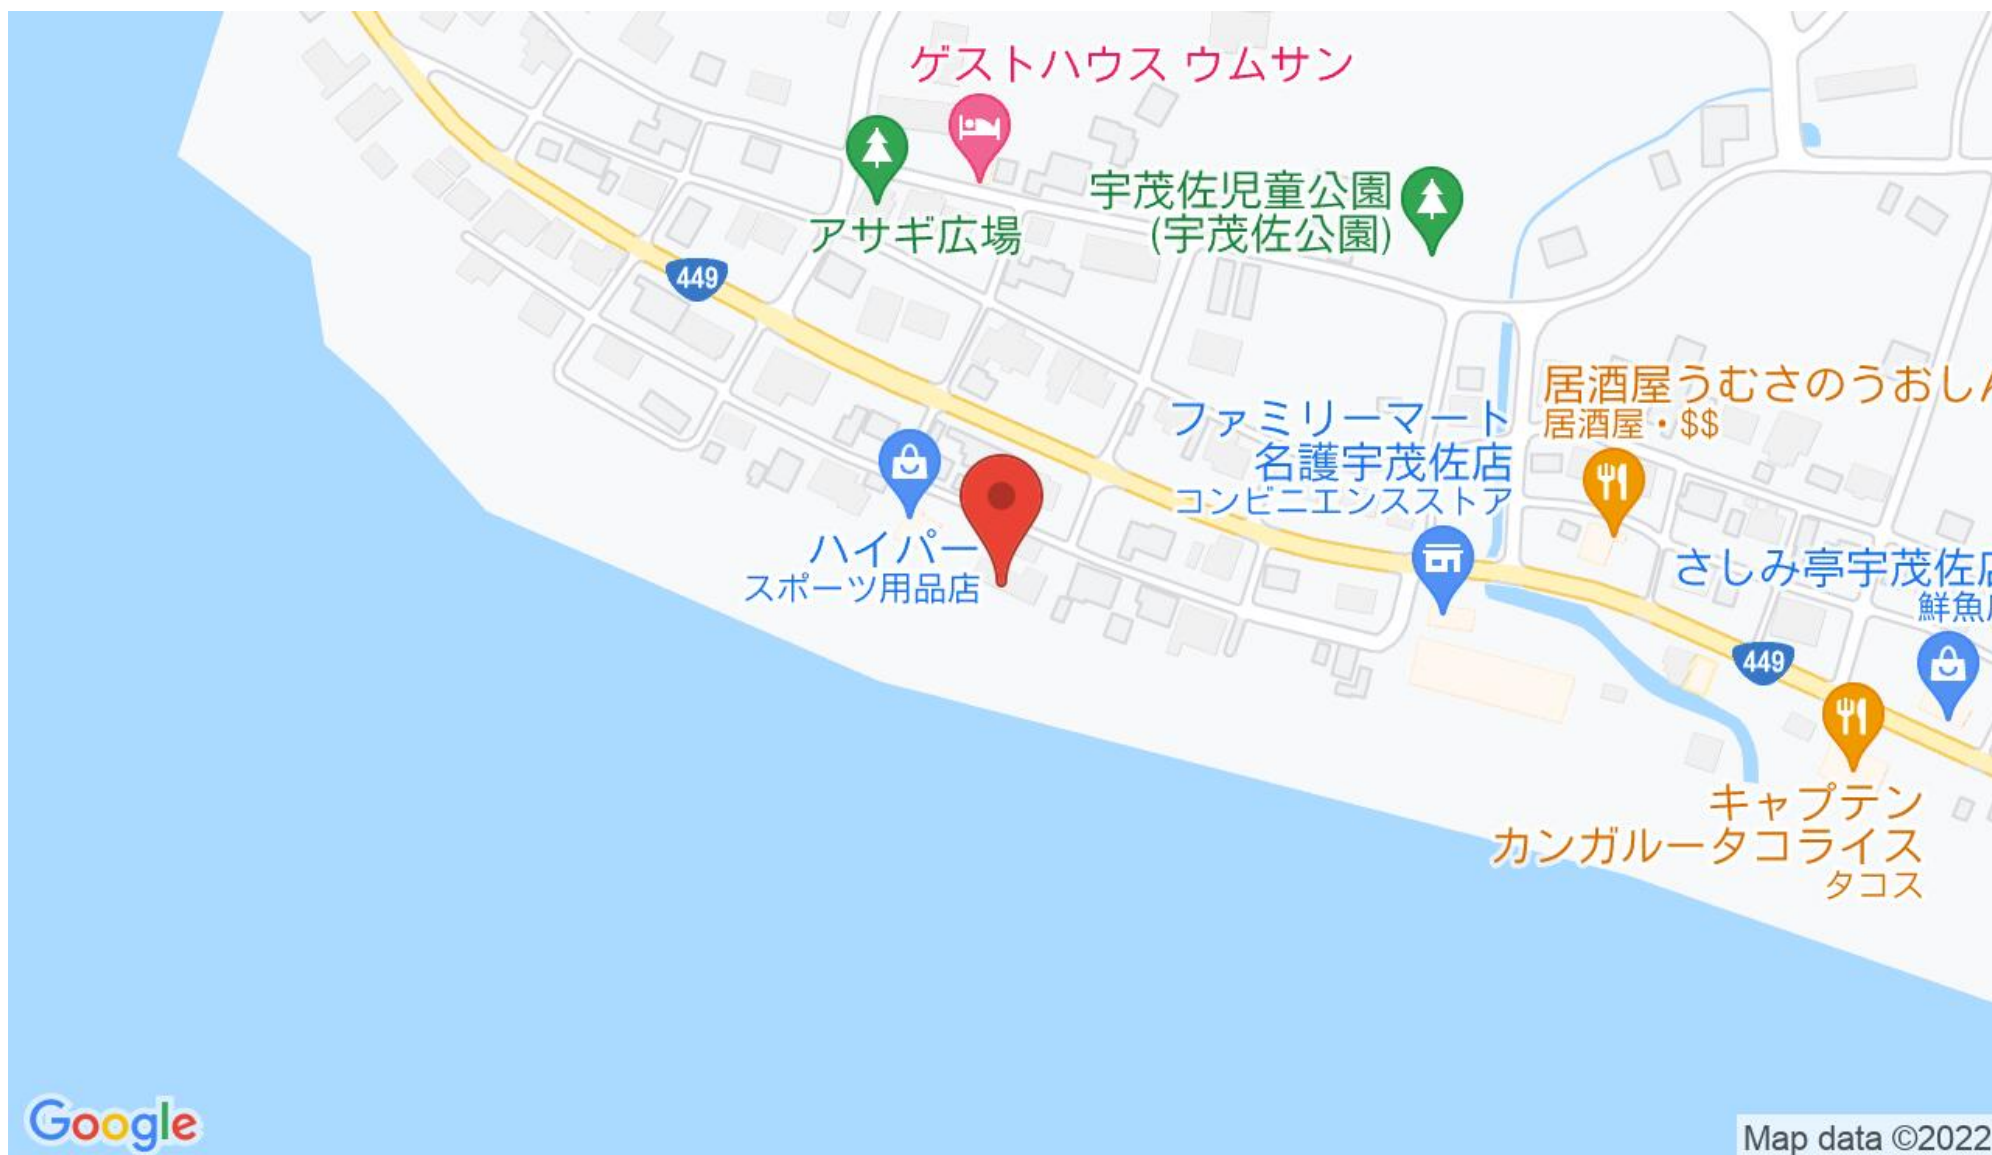 ゲストハウス ウムサン
アサギ広場
宇茂佐児童公園
(宇茂佐公園)
449
居酒屋うむさのうおし
居酒屋・$$
ファミリーマート
名護宇茂佐店
コンビニエンスストア
ハイパー
スポーツ用品店
さしみ亭宇茂佐店
鮮魚
449
キャプテン
カンガルータコライス
タコス
Google
Map data ©2022